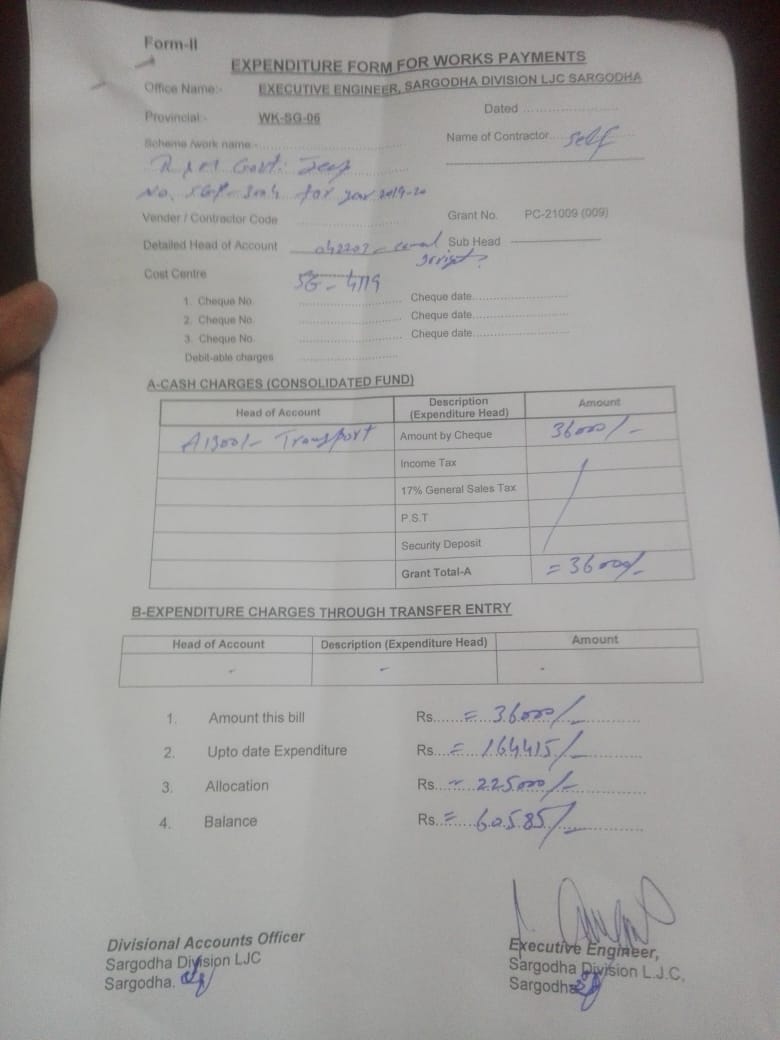 Form-II
EXPENDITURE FORM FOR WORKS PAYMENTS
Office Name:- EXECUTIVE ENGINEER, SARGODHA DIVISION LJC SARGODHA
Provincial:- WK-SG-06 Dated
Scheme /work name:- Name of Contractor self
Govt: Jeep
No. for year 2019-20
Vender / Contractor Code Grant No. PC-21009 (009)
Detailed Head of Account 042203 - canal Sub Head
Cost Centre SG-4119
1. Cheque No. Cheque date
2. Cheque No. Cheque date
3. Cheque No. Cheque date
Debit-able charges
A-CASH CHARGES (CONSOLIDATED FUND)
Head of Account Description (Expenditure Head) Amount
A13001- Transport Amount by Cheque 36000/-
Income Tax
17% General Sales Tax
P.S.T
Security Deposit
Grant Total-A = 36000/-
B-EXPENDITURE CHARGES THROUGH TRANSFER ENTRY
Head of Account Description (Expenditure Head) Amount
- - -
1. Amount this bill Rs. = 36000/-
2. Upto date Expenditure Rs. = 164415/-
3. Allocation Rs. = 225000/-
4. Balance Rs. = 60585/-
Divisional Accounts Officer
Sargodha Division LJC
Sargodha.
Executive Engineer,
Sargodha Division L.J.C,
Sargodha